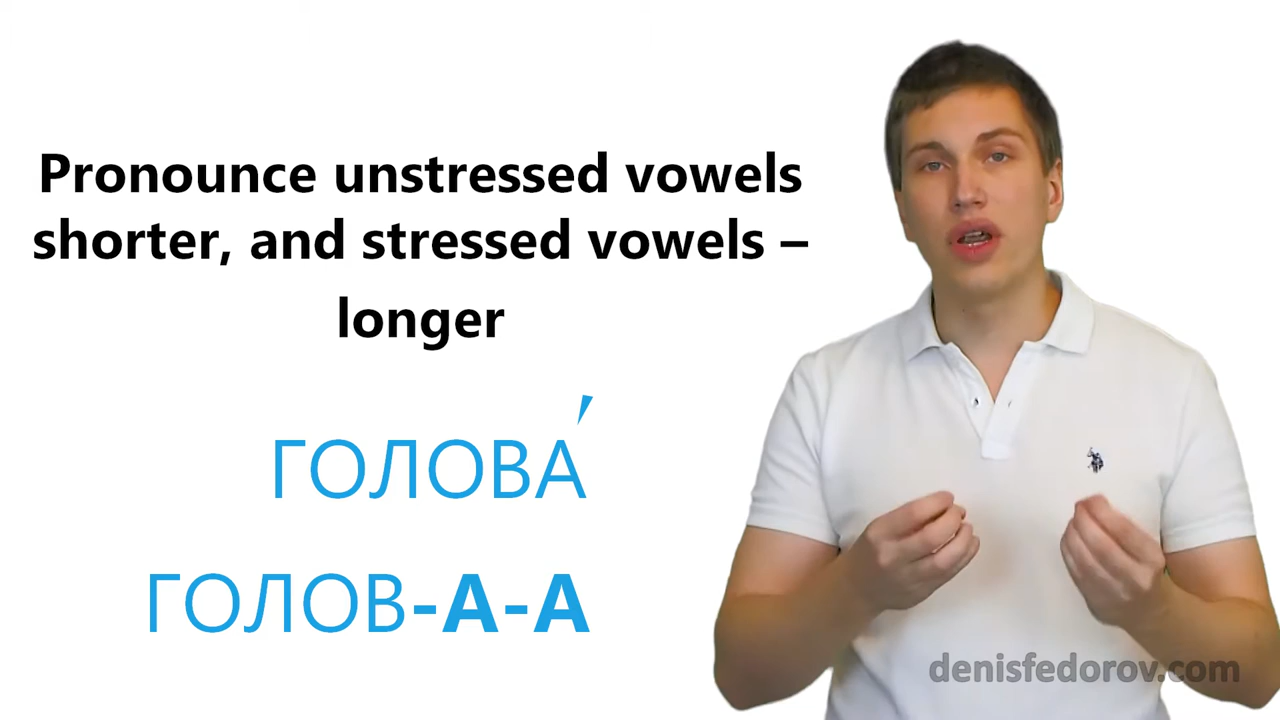 Pronounce unstressed vowels
shorter, and stressed vowels –
longer
ГОЛОВА́
ГОЛОВ-А-А
denisfedorov.com